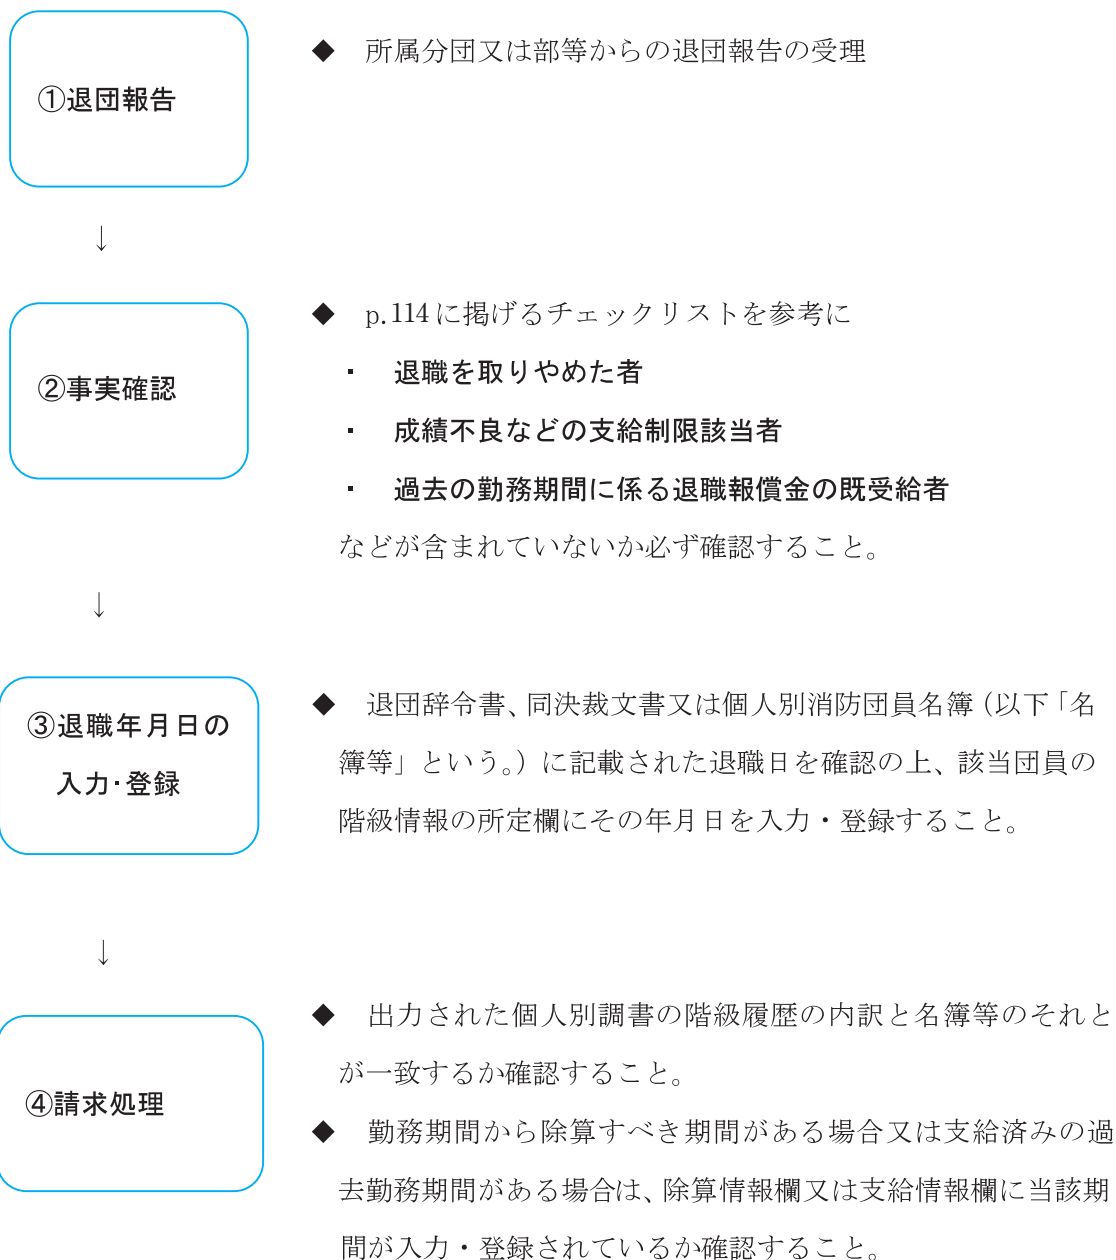 ①退団報告
◆ 所属分団又は部等からの退団報告の受理
↓
②事実確認
◆ p.114に掲げるチェックリストを参考に
・ 退職を取りやめた者
・ 成績不良などの支給制限該当者
・ 過去の勤務期間に係る退職報償金の既受給者
などが含まれていないか必ず確認すること。
↓
③退職年月日の
入力・登録
◆ 退団辞令書、同決裁文書又は個人別消防団員名簿（以下「名
簿等」という。）に記載された退職日を確認の上、該当団員の
階級情報の所定欄にその年月日を入力・登録すること。
↓
④請求処理
◆ 出力された個人別調書の階級履歴の内訳と名簿等のそれと
が一致するか確認すること。
◆ 勤務期間から除算すべき期間がある場合又は支給済みの過
去勤務期間がある場合は、除算情報欄又は支給情報欄に当該期
間が入力・登録されているか確認すること。